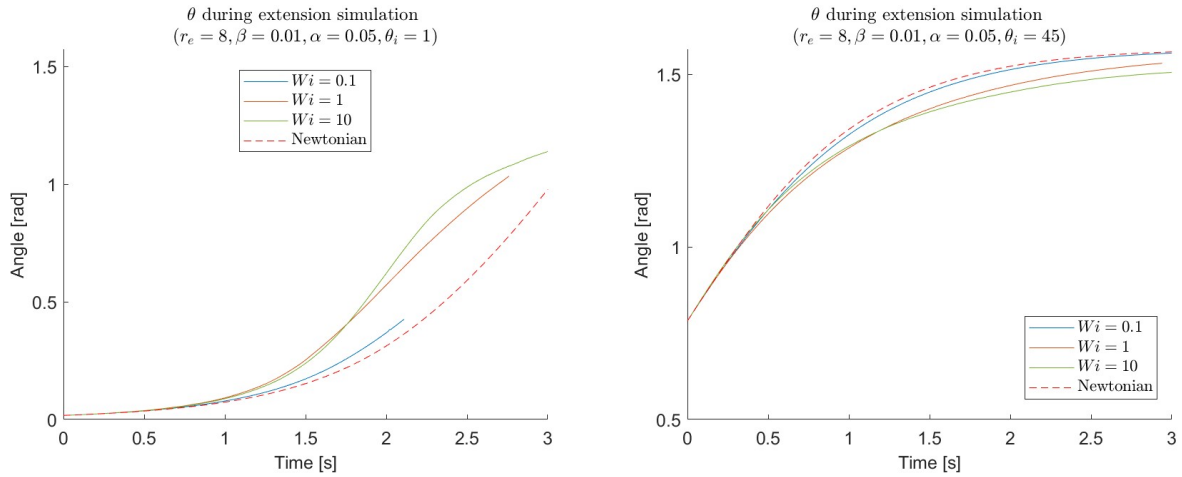 θ during extension simulation
(r_e = 8, β = 0.01, α = 0.05, θ_i = 1)
1.5
1
0.5
0
Angle [rad]
Wi = 0.1
Wi = 1
Wi = 10
Newtonian
0 0.5 1 1.5 2 2.5 3
Time [s]
θ during extension simulation
(r_e = 8, β = 0.01, α = 0.05, θ_i = 45)
1.5
1
0.5
Angle [rad]
Wi = 0.1
Wi = 1
Wi = 10
Newtonian
0 0.5 1 1.5 2 2.5 3
Time [s]